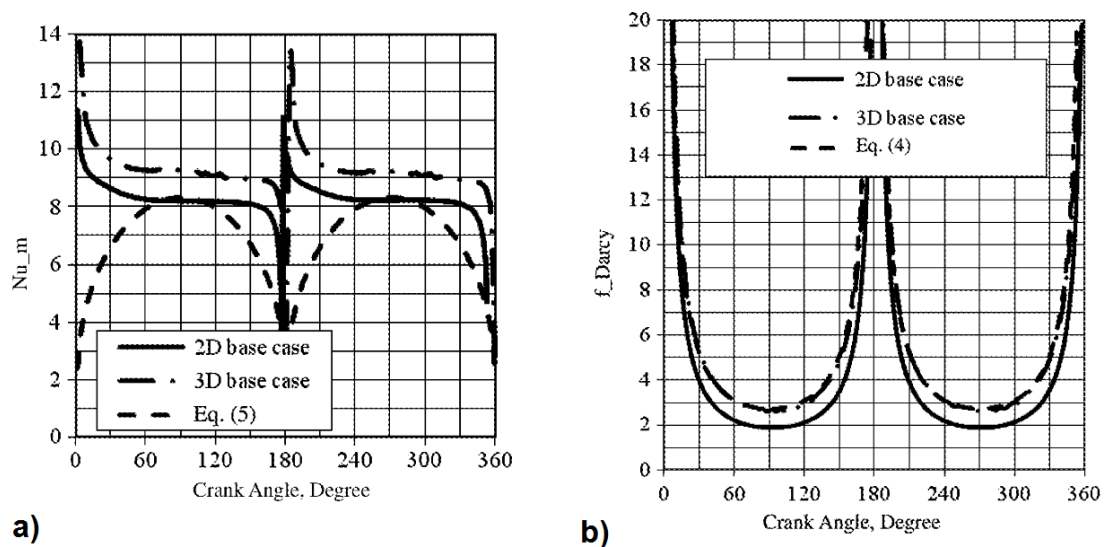 14
12
10
8
6
4
2
0
Nu_m
2D base case
3D base case
Eq. (5)
0 60 120 180 240 300 360
Crank Angle, Degree
a)
20
18
16
14
12
10
8
6
4
2
0
f_Darcy
2D base case
3D base case
Eq. (4)
0 60 120 180 240 300 360
Crank Angle, Degree
b)